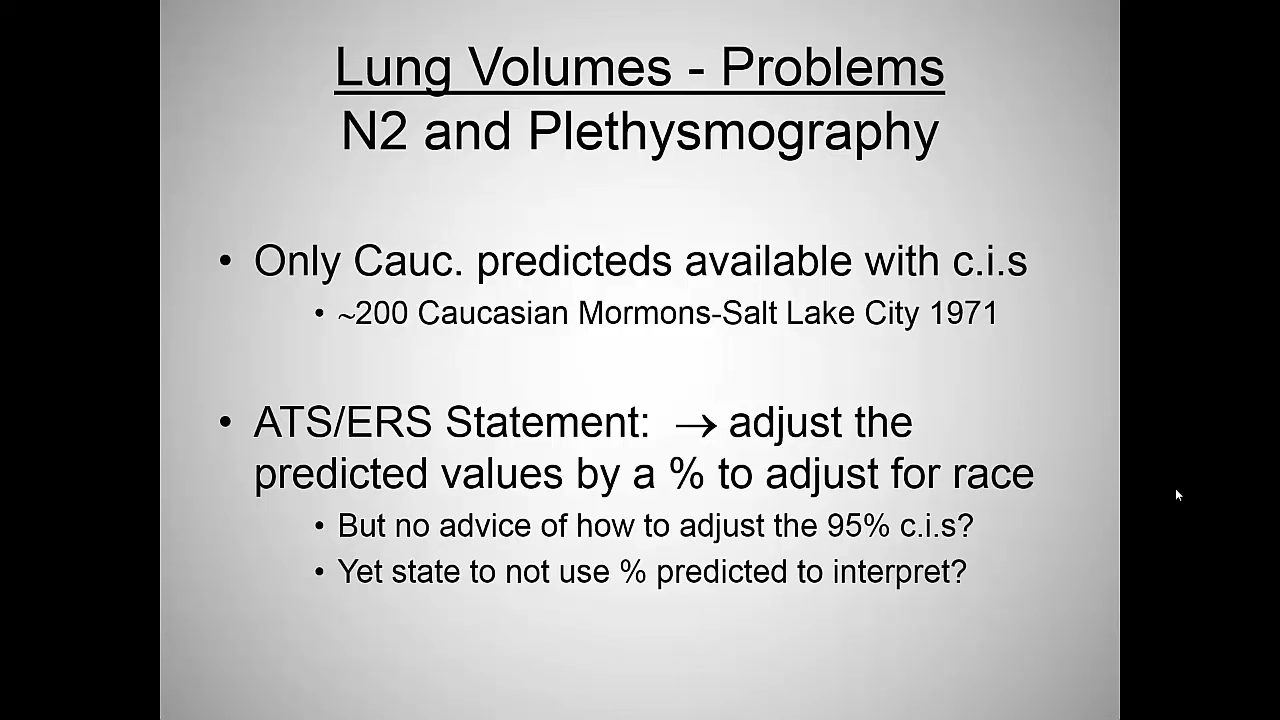 Lung Volumes - Problems
N2 and Plethysmography
• Only Cauc. predicteds available with c.i.s
• ~200 Caucasian Mormons-Salt Lake City 1971
• ATS/ERS Statement: → adjust the
predicted values by a % to adjust for race
• But no advice of how to adjust the 95% c.i.s?
• Yet state to not use % predicted to interpret?